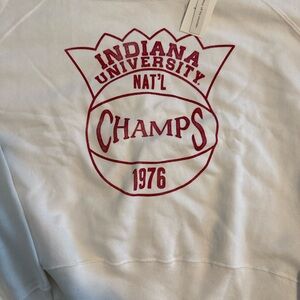 INDIANA
UNIVERSITY.
NAT'L
CHAMPS
1976